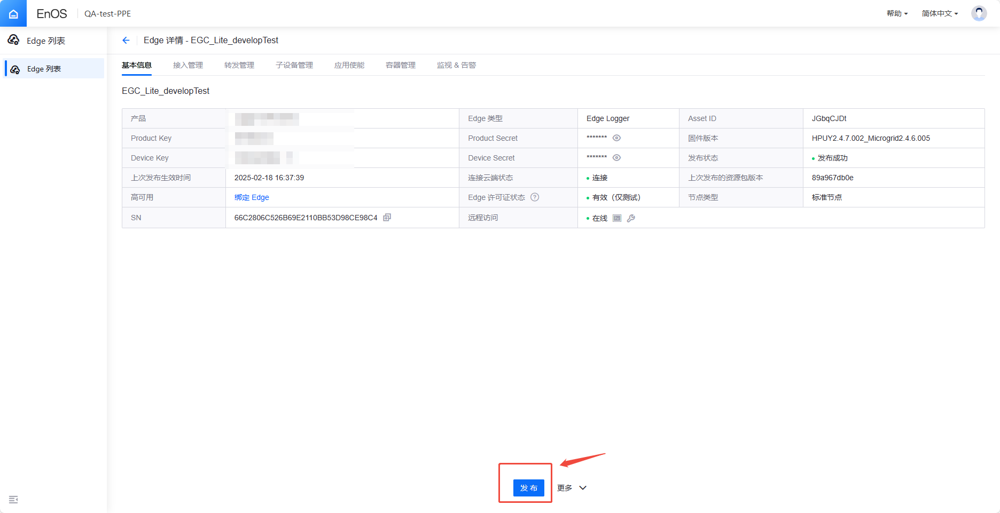 EnOS QA-test-PPE 帮助 简体中文
Edge 列表
Edge 列表
Edge 详情 - EGC_Lite_developTest
基本信息 接入管理 转发管理 子设备管理 应用使能 容器管理 监视 & 告警
EGC_Lite_developTest
产品 Edge 类型 Edge Logger Asset ID JGbqCJDt
Product Key Product Secret ******* 固件版本 HPUY2.4.7.002_Microgrid2.4.6.005
Device Key Device Secret ******* 发布状态 发布成功
上次发布生效时间 2025-02-18 16:37:39 连接云端状态 连接 上次发布的资源包版本 89a967db0e
高可用 绑定 Edge Edge 许可证状态 有效（仅测试） 节点类型 标准节点
SN 66C2806C526B69E2110BB53D98CE98C4 远程访问 在线
发布 更多